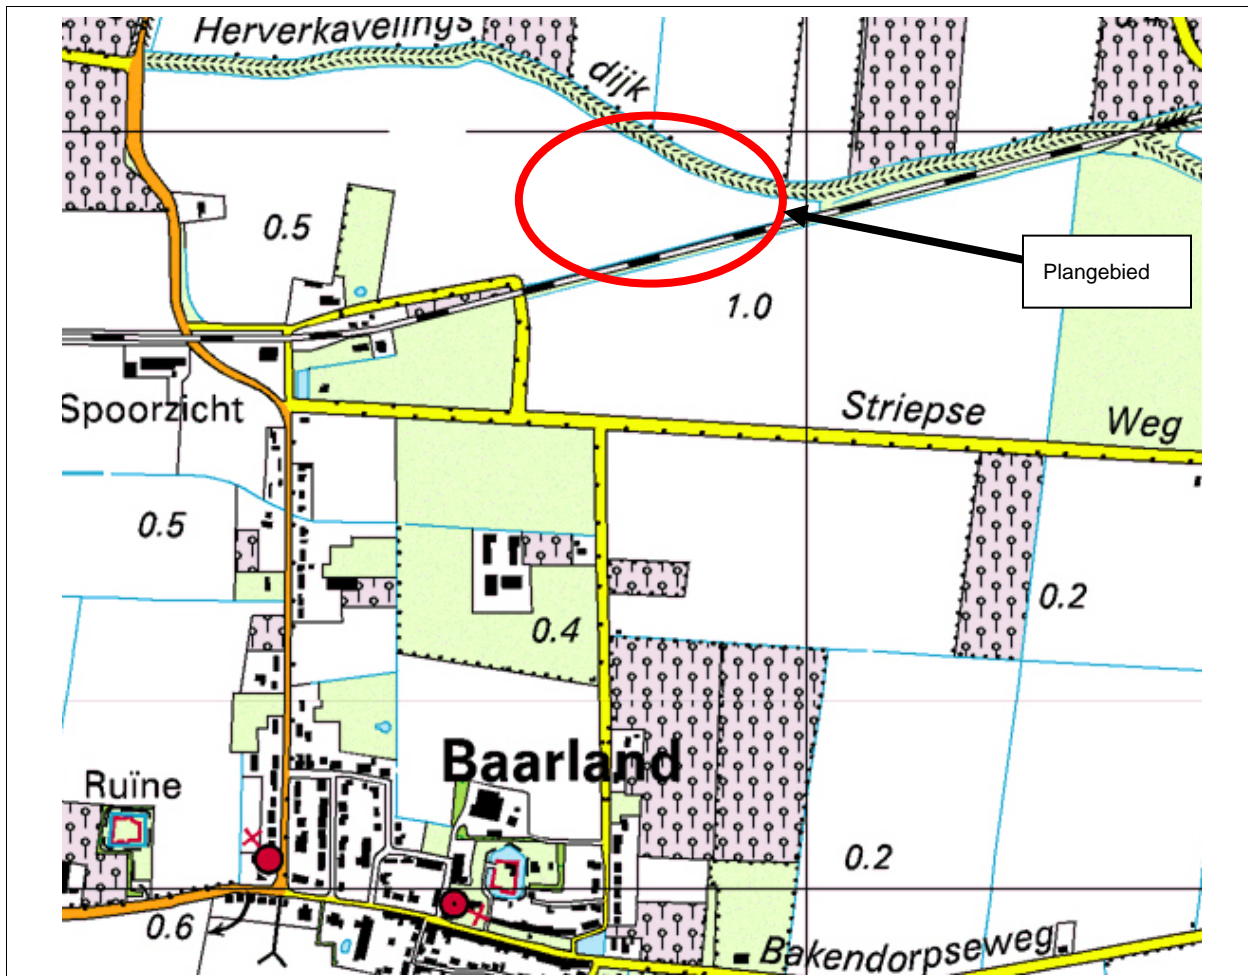 Herverkavelings
dijk
0.5
Plangebied
1.0
Spoorzicht
Striepse Weg
0.5
0.2
0.4
Baarland
Ruïne
0.2
0.6
Bakendorpseweg